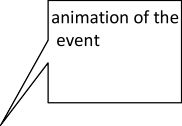 animation of the
event